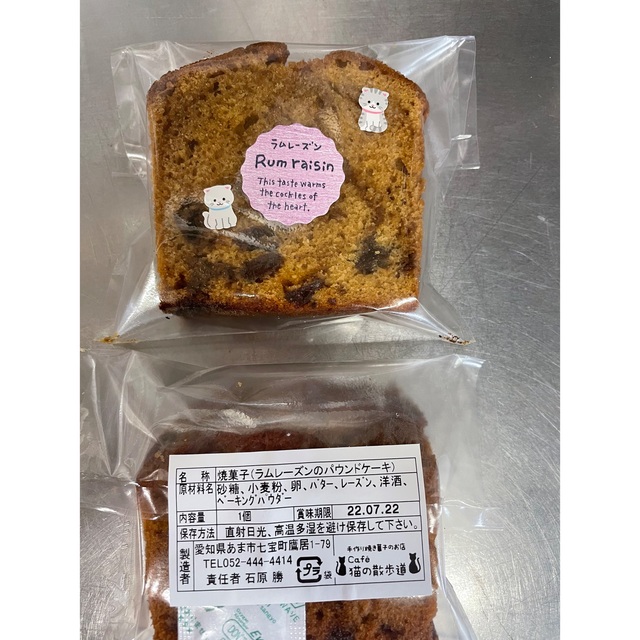 ラムレーズン
Rum raisin
This taste warms
the cockles of
the heart.
名 称 焼菓子(ラムレーズンのパウンドケーキ)
原材料名 砂糖、小麦粉、卵、バター、レーズン、洋酒、
ベーキングパウダー
内容量 1個 賞味期限 22.07.22
保存方法 直射日光、高温多湿を避け保存して下さい。
製造者 愛知県あま市七宝町鷹居1-79
TEL052-444-4414
責任者 石原 勝
プラ 袋
手作り焼き菓子のお店
Café
猫の散歩道